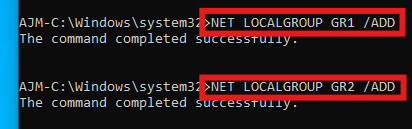 AJM-C:\Windows\system32>NET LOCALGROUP GR1 /ADD
The command completed successfully.
AJM-C:\Windows\system32>NET LOCALGROUP GR2 /ADD
The command completed successfully.